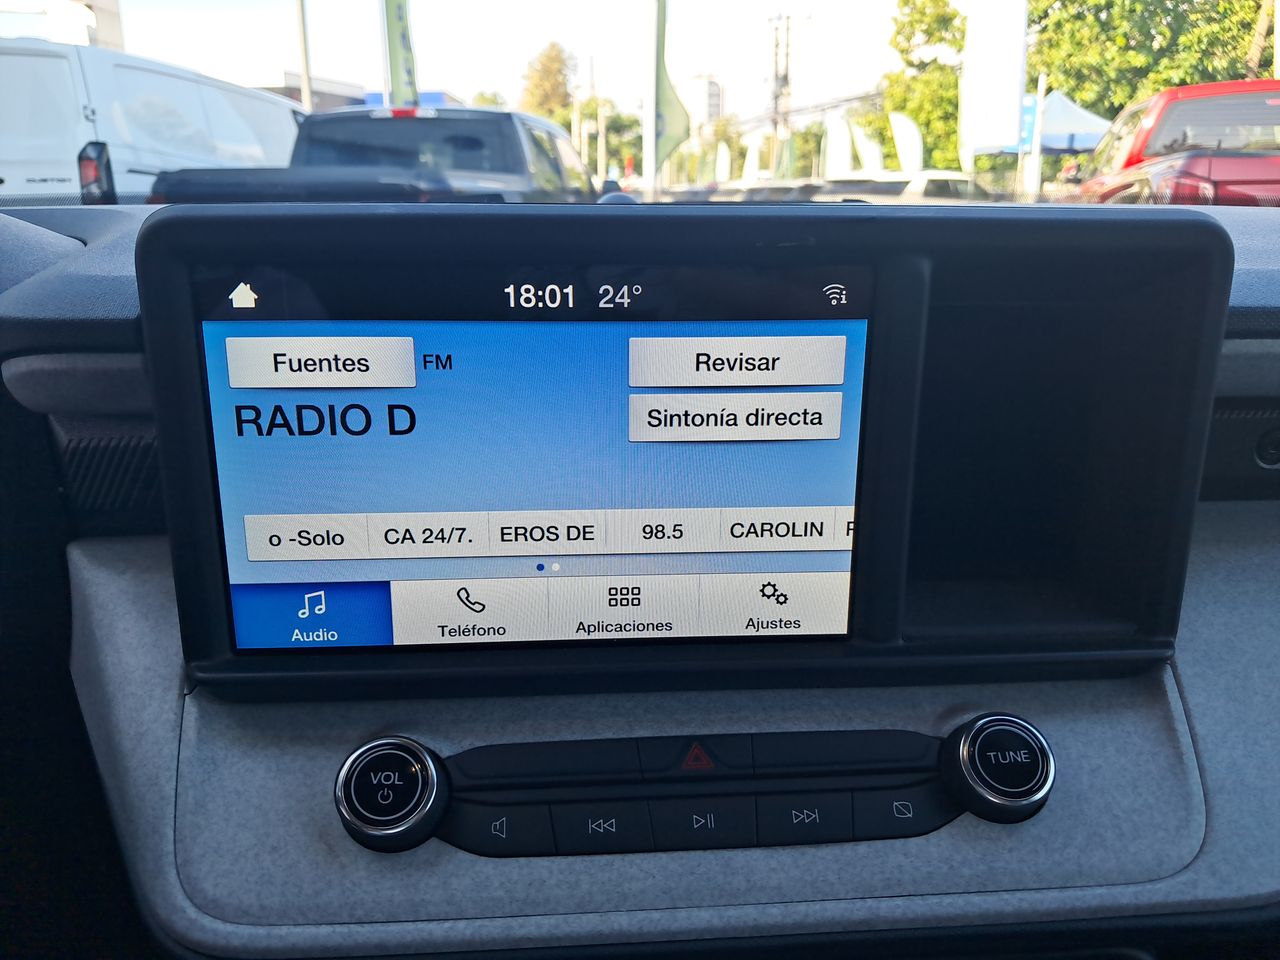 18:01 24°
Fuentes FM Revisar
RADIO D
Sintonía directa
o -Solo CA 24/7. EROS DE 98.5 CAROLIN
Audio Teléfono Aplicaciones Ajustes
VOL
TUNE